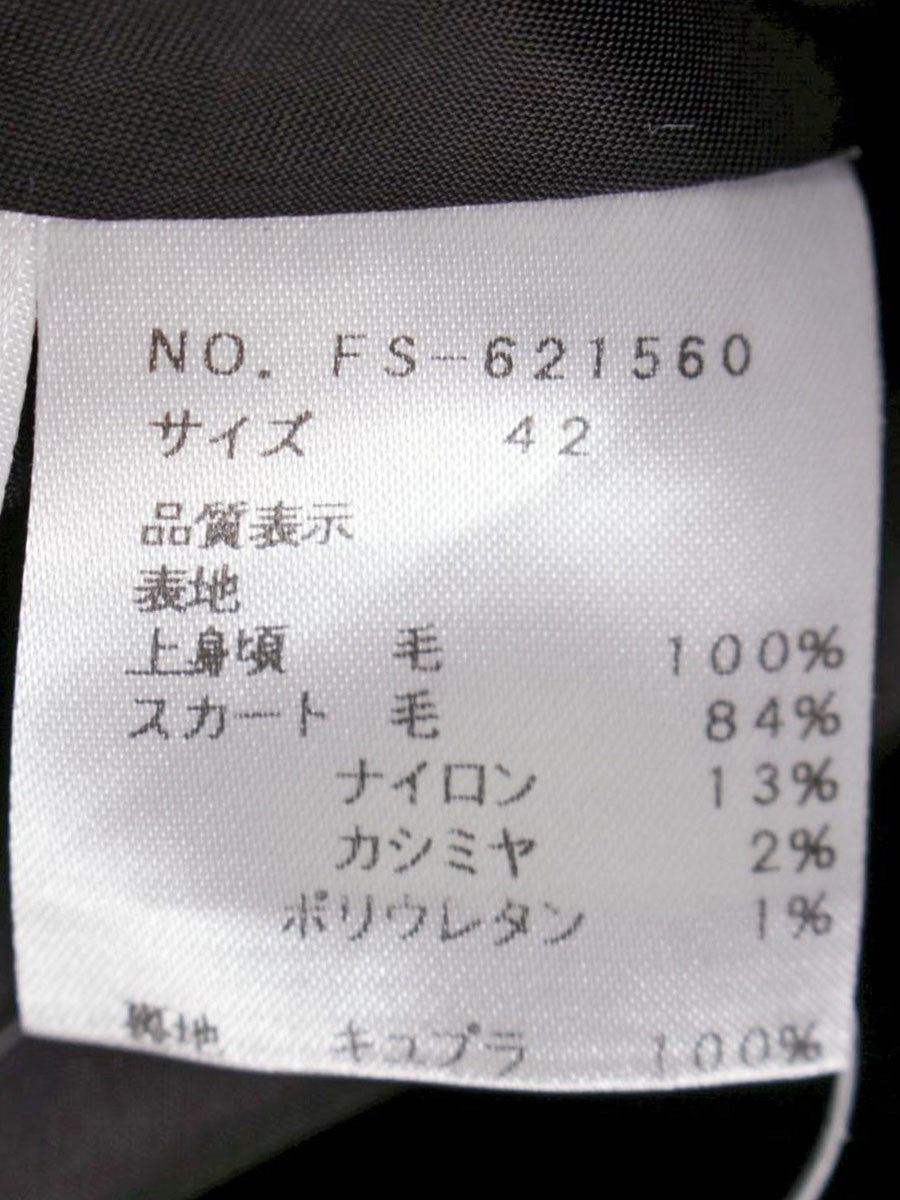 NO. FS-621560
サイズ 42
品質表示
表地
上身頃 毛 100%
スカート 毛 84%
ナイロン 13%
カシミヤ 2%
ポリウレタン 1%
裏地 キュプラ 100%